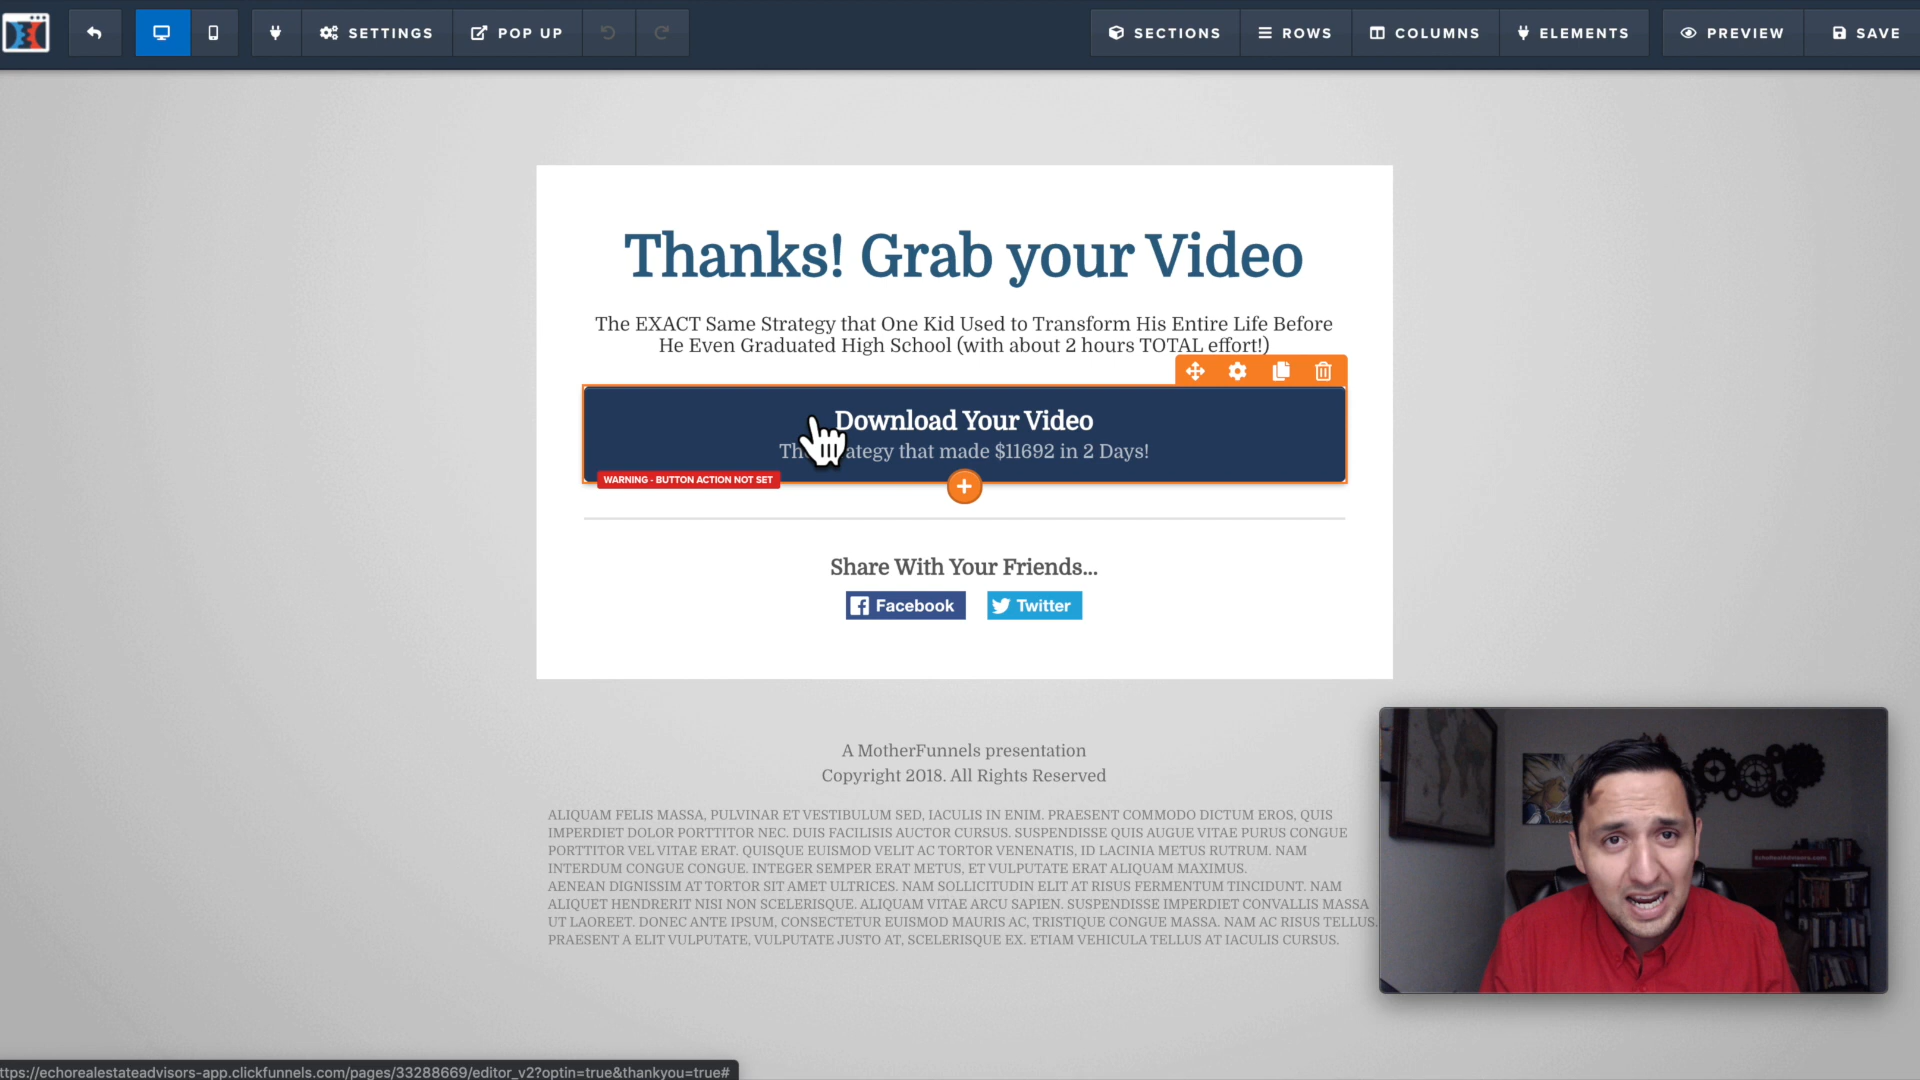 SETTINGS
POP UP
SECTIONS
ROWS
COLUMNS
ELEMENTS
PREVIEW
SAVE
Thanks! Grab your Video
The EXACT Same Strategy that One Kid Used to Transform His Entire Life Before
He Even Graduated High School (with about 2 hours TOTAL effort!)
Download Your Video
that made $11692 in 2 Days!
WARNING - BUTTON ACTION NOT SET
Share With Your Friends...
Facebook
Twitter
A MotherFunnels presentation
Copyright 2018. All Rights Reserved
ALIQUAM FELIS MASSA, PULVINAR ET VESTIBULUM SED, IACULIS IN ENIM. PRAESENT COMMODO DICTUM EROS, QUIS
IMPERDIET DOLOR PORTTITOR NEC. DUIS FACILISIS AUCTOR CURSUS. SUSPENDISSE QUIS AUGUE VITAE PURUS CONGUE
PORTTITOR VEL VITAE ERAT. QUISQUE EUISMOD VELIT AC TORTOR VENENATIS, ID LACINIA METUS RUTRUM. NAM
INTERDUM CONGUE CONGUE. INTEGER SEMPER ERAT METUS, ET VULPUTATE ERAT ALIQUAM MAXIMUS.
AENEAN DIGNISSIM AT TORTOR SIT AMET ULTRICES. NAM SOLLICITUDIN ELIT AT RISUS FERMENTUM TINCIDUNT. NAM
ALIQUET HENDRERIT NISI NON SCELERISQUE. ALIQUAM VITAE ARCU SAPIEN. SUSPENDISSE IMPERDIET CONVALLIS MASSA
UT LAOREET. DONEC ANTE IPSUM, CONSECTETUR EUISMOD MAURIS AC, TRISTIQUE CONGUE MASSA. NAM AC RISUS TELLUS.
PRAESENT A ELIT VULPUTATE, VULPUTATE JUSTO AT, SCELERISQUE EX. ETIAM VEHICULA TELLUS AT IACULIS CURSUS.
ttps://echorealestateadvisors-app.clickfunnels.com/pages/33288669/editor_v2?optin=true&thankyou=true#